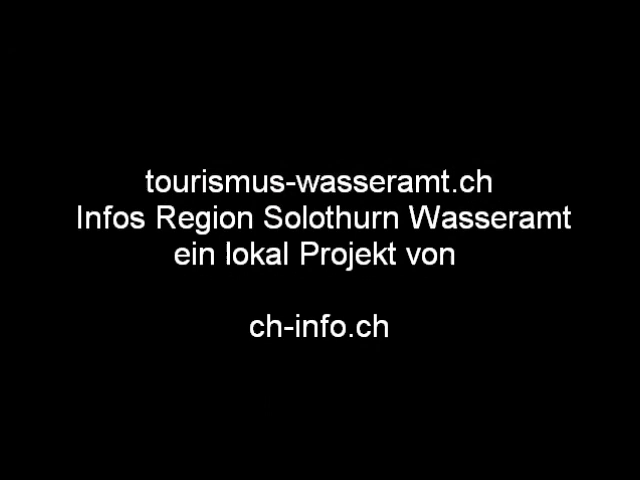 tourismus-wasseramt.ch
Infos Region Solothurn Wasseramt
ein lokal Projekt von
ch-info.ch